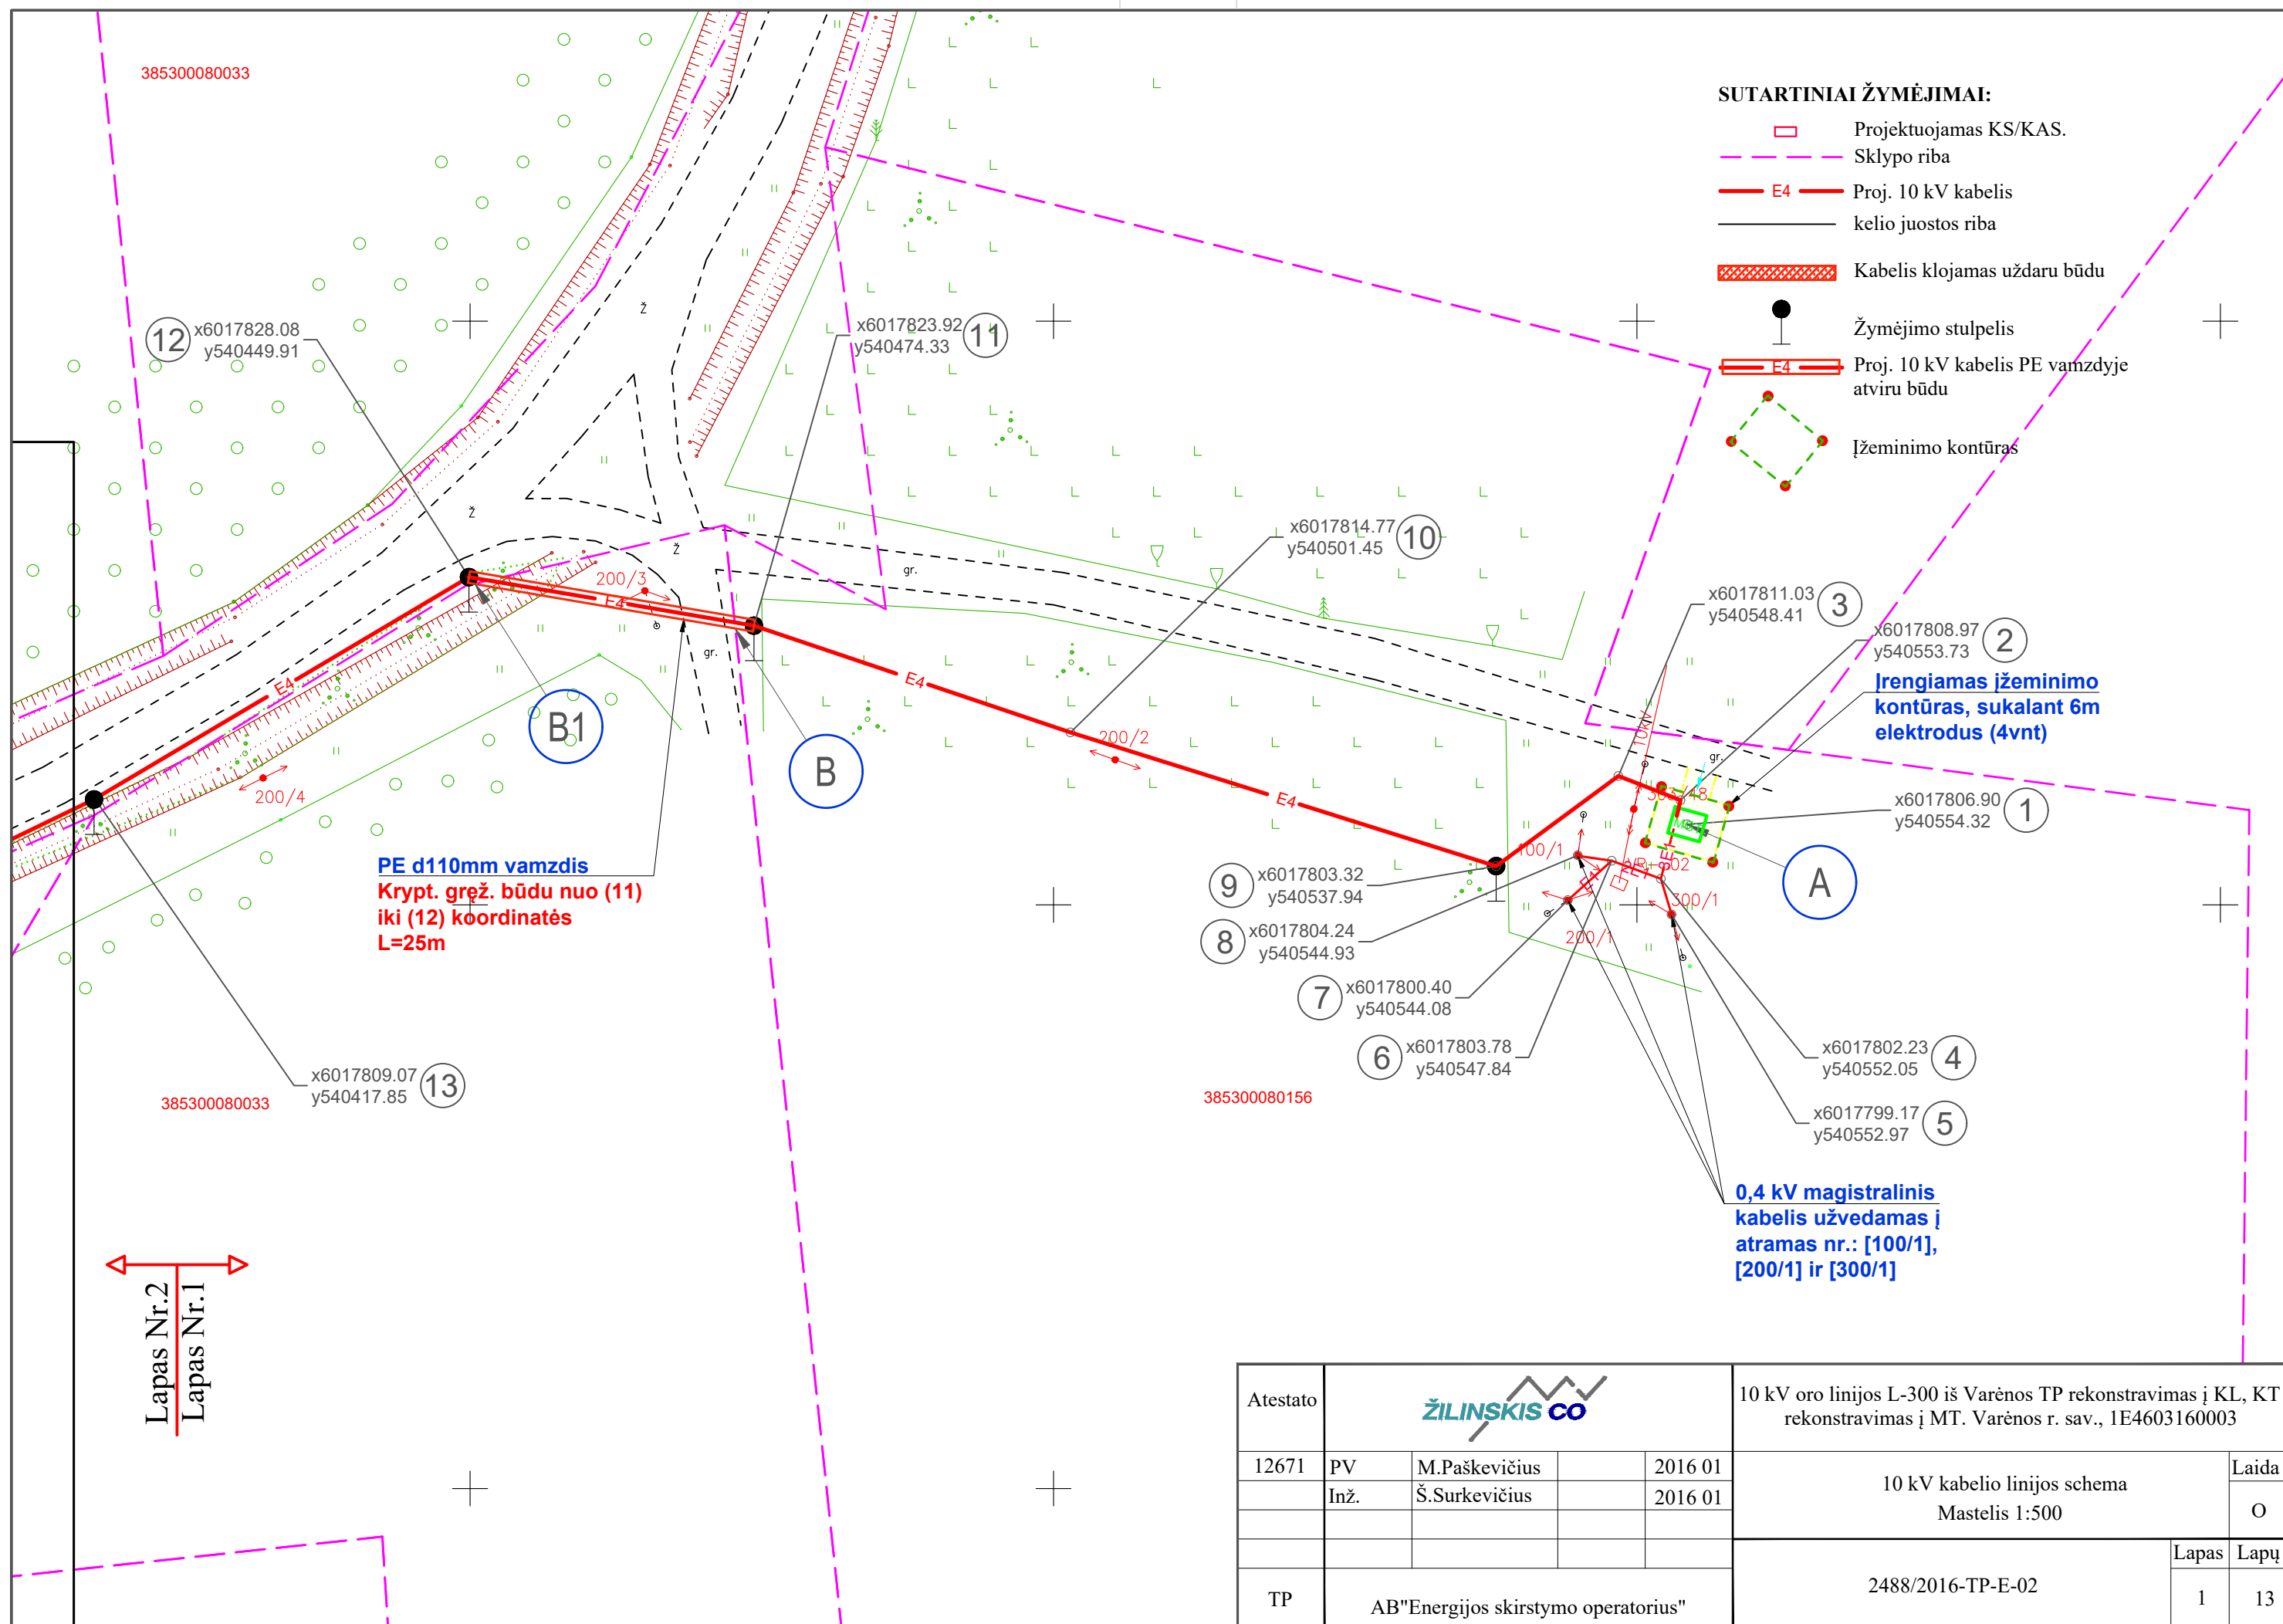 385300080033
SUTARTINIAI ŽYMĖJIMAI:
Projektuojamas KS/KAS.
Sklypo riba
E4
Proj. 10 kV kabelis
kelio juostos riba
Kabelis klojamas uždaru būdu
Žymėjimo stulpelis
E4
Proj. 10 kV kabelis PE vamzdyje
atviru būdu
Įžeminimo kontūras
12
x6017828.08
y540449.91
x6017823.92
y540474.33
11
x6017814.77
y540501.45
10
x6017811.03
y540548.41
3
x6017808.97
y540553.73
2
Įrengiamas įžeminimo
kontūras, sukalant 6m
elektrodus (4vnt)
x6017806.90
y540554.32
1
ž
ž
ž
gr.
gr.
gr.
200/3
E4
E4
E4
E4
200/2
200/4
B1
B
A
10kV
303/18
100/1
200/1
300/1
PE d110mm vamzdis
Krypt. gręž. būdu nuo (11)
iki (12) koordinatės
L=25m
9
x6017803.32
y540537.94
8
x6017804.24
y540544.93
7
x6017800.40
y540544.08
6
x6017803.78
y540547.84
x6017802.23
y540552.05
4
x6017799.17
y540552.97
5
x6017809.07
y540417.85
13
385300080033
385300080156
0,4 kV magistralinis
kabelis užvedamas į
atramas nr.: [100/1],
[200/1] ir [300/1]
Lapas Nr.2
Lapas Nr.1
Atestato
ŽILINSKIS CO
10 kV oro linijos L-300 iš Varėnos TP rekonstravimas į KL, KT
rekonstravimas į MT. Varėnos r. sav., 1E4603160003
12671 PV M.Paškevičius 2016 01
Inž. Š.Surkevičius 2016 01
10 kV kabelio linijos schema
Mastelis 1:500
Laida
O
TP
AB"Energijos skirstymo operatorius"
2488/2016-TP-E-02
Lapas Lapų
1 13